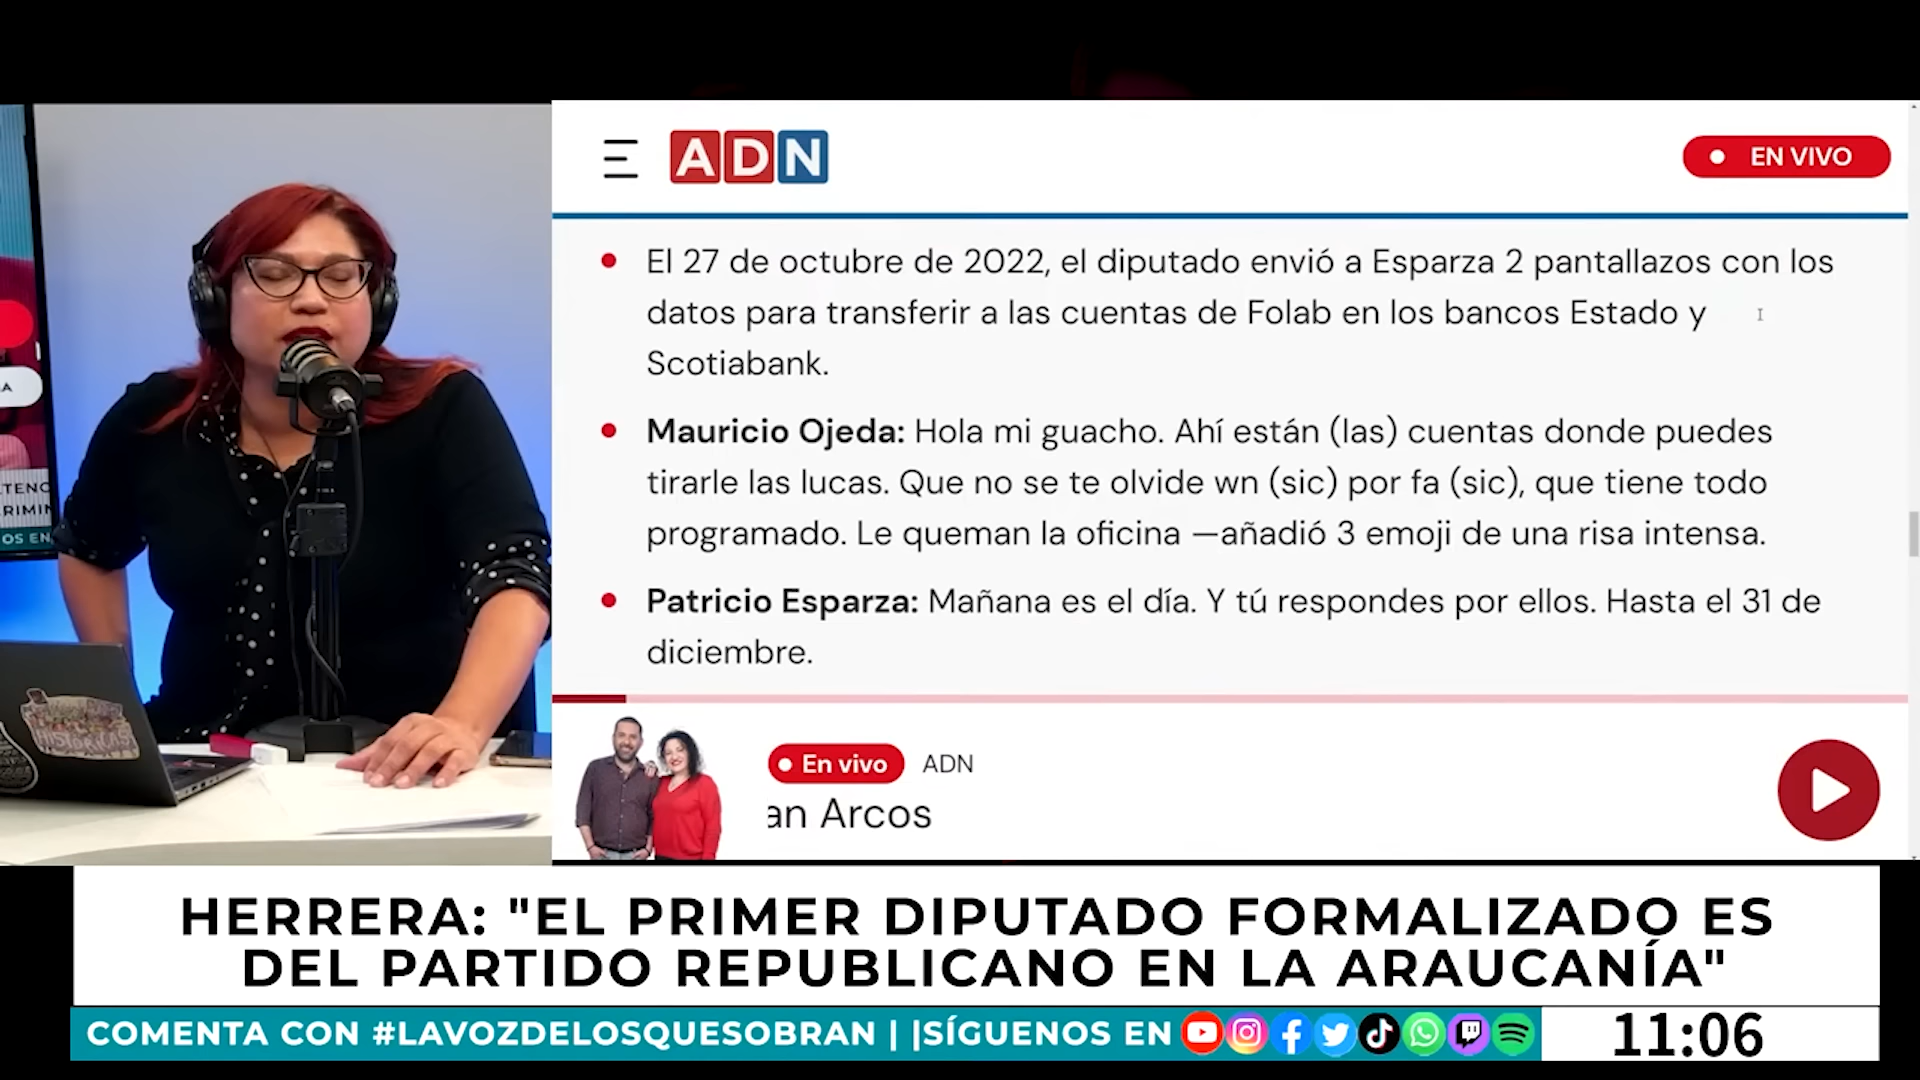 ADN
EN VIVO
El 27 de octubre de 2022, el diputado envió a Esparza 2 pantallazos con los
datos para transferir a las cuentas de Folab en los bancos Estado y
Scotiabank.
Mauricio Ojeda: Hola mi guacho. Ahí están (las) cuentas donde puedes
tirarle las lucas. Que no se te olvide wn (sic) por fa (sic), que tiene todo
programado. Le queman la oficina —añadió 3 emoji de una risa intensa.
Patricio Esparza: Mañana es el día. Y tú respondes por ellos. Hasta el 31 de
diciembre.
En vivo ADN
an Arcos
A
TENC
RIMIN
OS EN
HISTÓRICAS
HERRERA: "EL PRIMER DIPUTADO FORMALIZADO ES
DEL PARTIDO REPUBLICANO EN LA ARAUCANÍA"
COMENTA CON #LAVOZDELOSQUESOBRAN | |SÍGUENOS EN
11:06